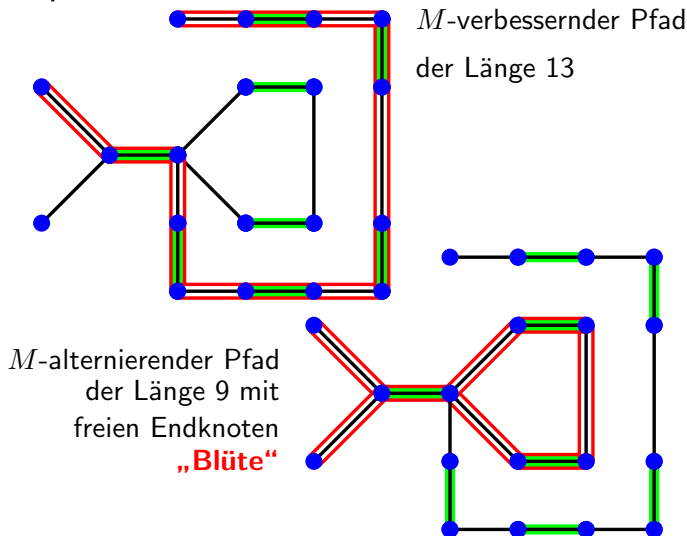 M-verbessernder Pfad
der Länge 13
M-alternierender Pfad
der Länge 9 mit
freien Endknoten
„Blüte“